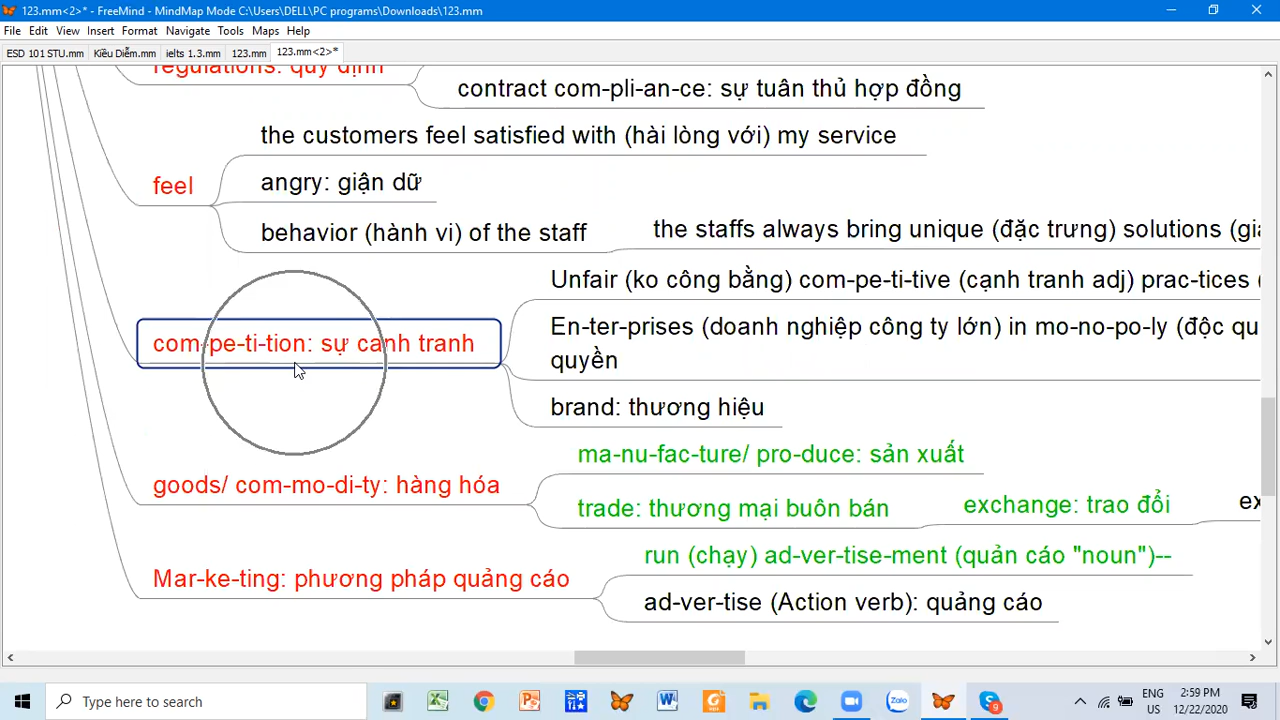 123.mm<2>* - FreeMind - MindMap Mode C:\Users\DELL\PC programs\Downloads\123.mm
File Edit View Insert Format Navigate Tools Maps Help
ESD 101 STU.mm Kiều Diễm.mm ielts 1.3.mm 123.mm 123.mm<2>*
regulations: quy định
contract com-pli-an-ce: sự tuân thủ hợp đồng
the customers feel satisfied with (hài lòng với) my service
feel
angry: giận dữ
behavior (hành vi) of the staff
the staffs always bring unique (đặc trưng) solutions
Unfair (ko công bằng) com-pe-ti-tive (cạnh tranh adj) prac-tices (
com-pe-ti-tion: sự cạnh tranh
En-ter-prises (doanh nghiệp công ty lớn) in mo-no-po-ly (độc
quyền
brand: thương hiệu
goods/ com-mo-di-ty: hàng hóa
ma-nu-fac-ture/ pro-duce: sản xuất
trade: thương mại buôn bán
exchange: trao đổi
Mar-ke-ting: phương pháp quảng cáo
run (chạy) ad-ver-tise-ment (quản cáo "noun")--
ad-ver-tise (Action verb): quảng cáo
Type here to search
Zalo
9
ENG
US
2:59 PM
12/22/2020